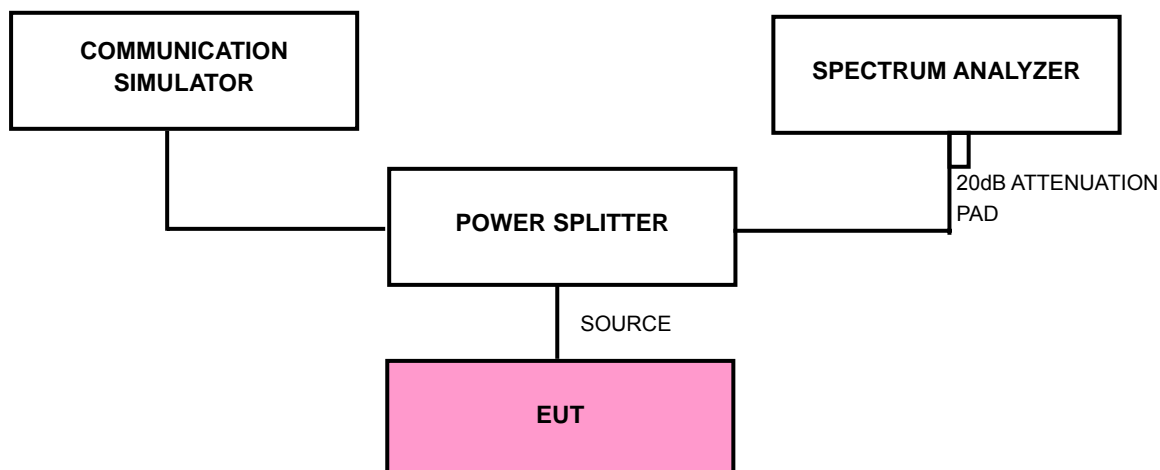 COMMUNICATION
SIMULATOR
SPECTRUM ANALYZER
20dB ATTENUATION
PAD
POWER SPLITTER
SOURCE
EUT